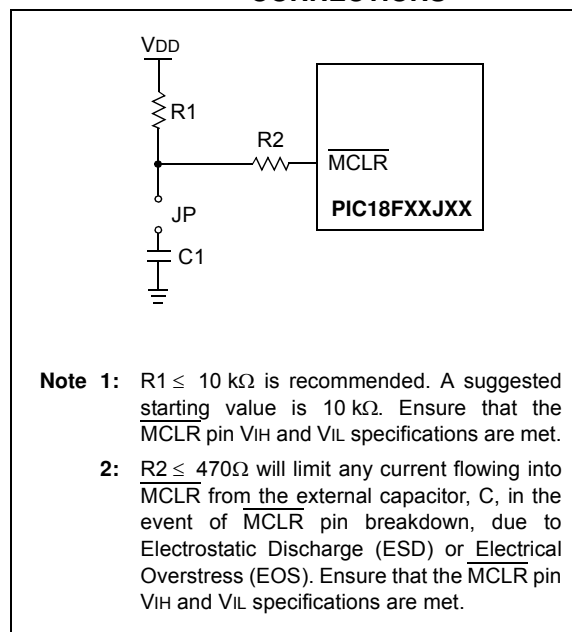 CONNECTIONS
VDD
R1
R2
MCLR
PIC18FXXJXX
JP
C1
Note 1: R1 ≤ 10 kΩ is recommended. A suggested
starting value is 10 kΩ. Ensure that the
MCLR pin VIH and VIL specifications are met.
2: R2 ≤ 470Ω will limit any current flowing into
MCLR from the external capacitor, C, in the
event of MCLR pin breakdown, due to
Electrostatic Discharge (ESD) or Electrical
Overstress (EOS). Ensure that the MCLR pin
VIH and VIL specifications are met.